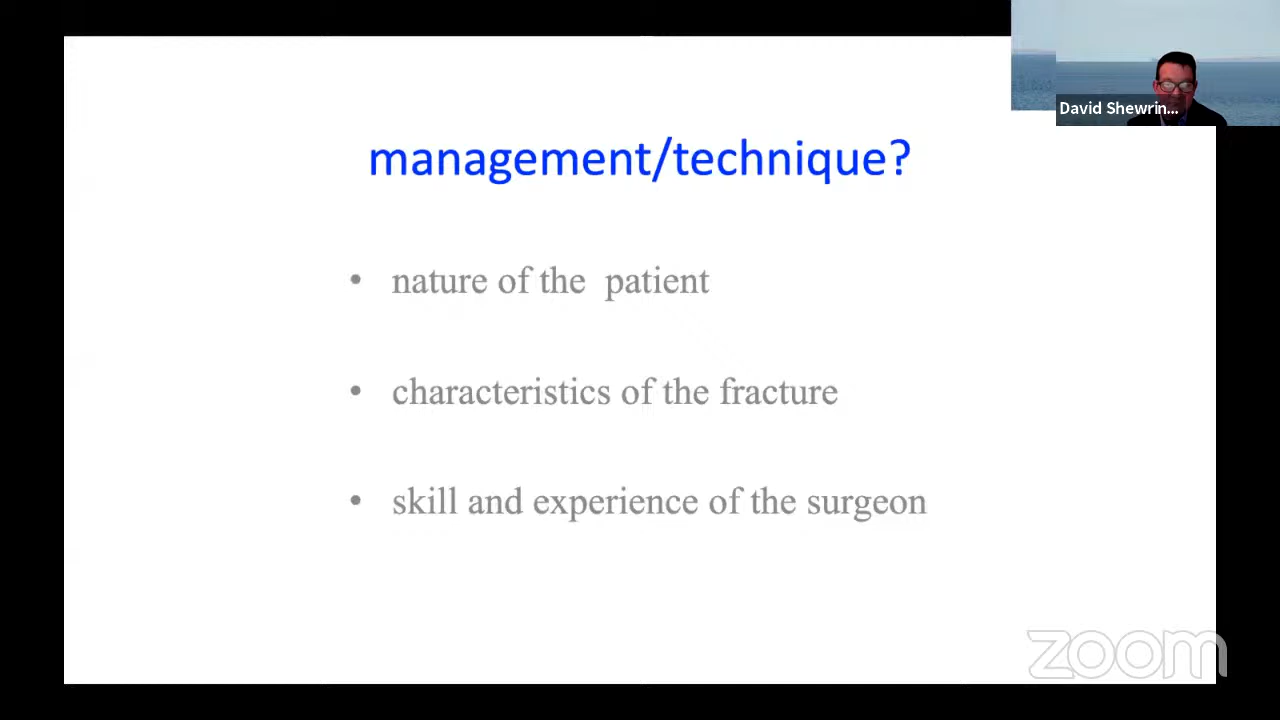 David Shewrin...
management/technique?
• nature of the  patient
• characteristics of the fracture
• skill and experience of the surgeon
zoom